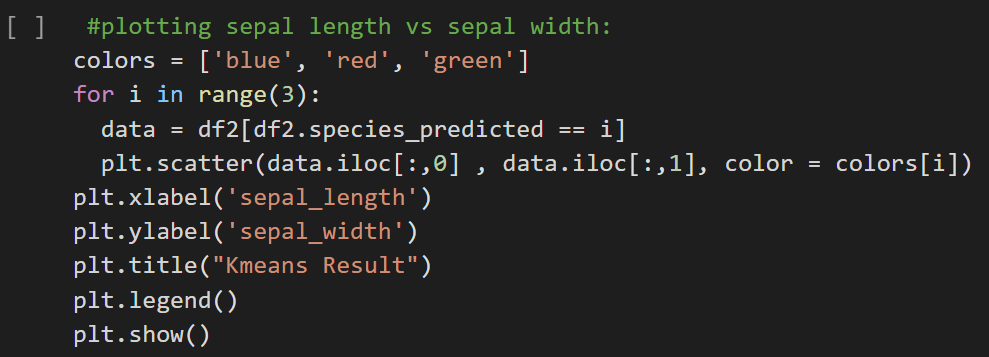 [ ] #plotting sepal length vs sepal width:
colors = ['blue', 'red', 'green']
for i in range(3):
  data = df2[df2.species_predicted == i]
  plt.scatter(data.iloc[:,0] , data.iloc[:,1], color = colors[i])
plt.xlabel('sepal_length')
plt.ylabel('sepal_width')
plt.title("Kmeans Result")
plt.legend()
plt.show()